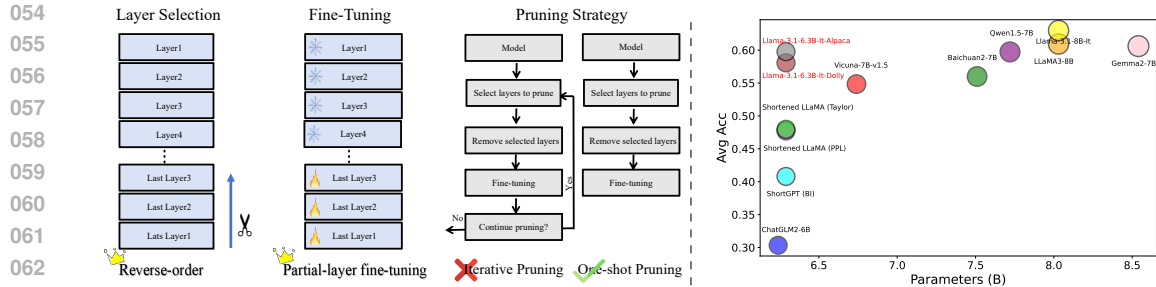 054
055
056
057
058
059
060
061
062
Layer Selection
Layer1
Layer2
Layer3
Layer4
Last Layer3
Last Layer2
Lats Layer1
Reverse-order
Fine-Tuning
Layer1
Layer2
Layer3
Layer4
Last Layer3
Last Layer2
Last Layer1
Partial-layer fine-tuning
Pruning Strategy
Model
Select layers to prune
Remove selected layers
Fine-tuning
Continue pruning?
No
Yes
Iterative Pruning
Model
Select layers to prune
Remove selected layers
Fine-tuning
One-shot Pruning
Avg Acc
0.60
0.55
0.50
0.45
0.40
0.35
0.30
Llama-3.1-6.3B-It-Alpaca
Llama-3.1-6.3B-It-Dolly
Vicuna-7B-v1.5
Shortened LLaMA (Taylor)
Shortened LLaMA (PPL)
ShortGPT (BI)
ChatGLM2-6B
Baichuan2-7B
Qwen1.5-7B
Llama-3.1-8B-It
LLaMA3-8B
Gemma2-7B
6.5
7.0
7.5
8.0
8.5
Parameters (B)